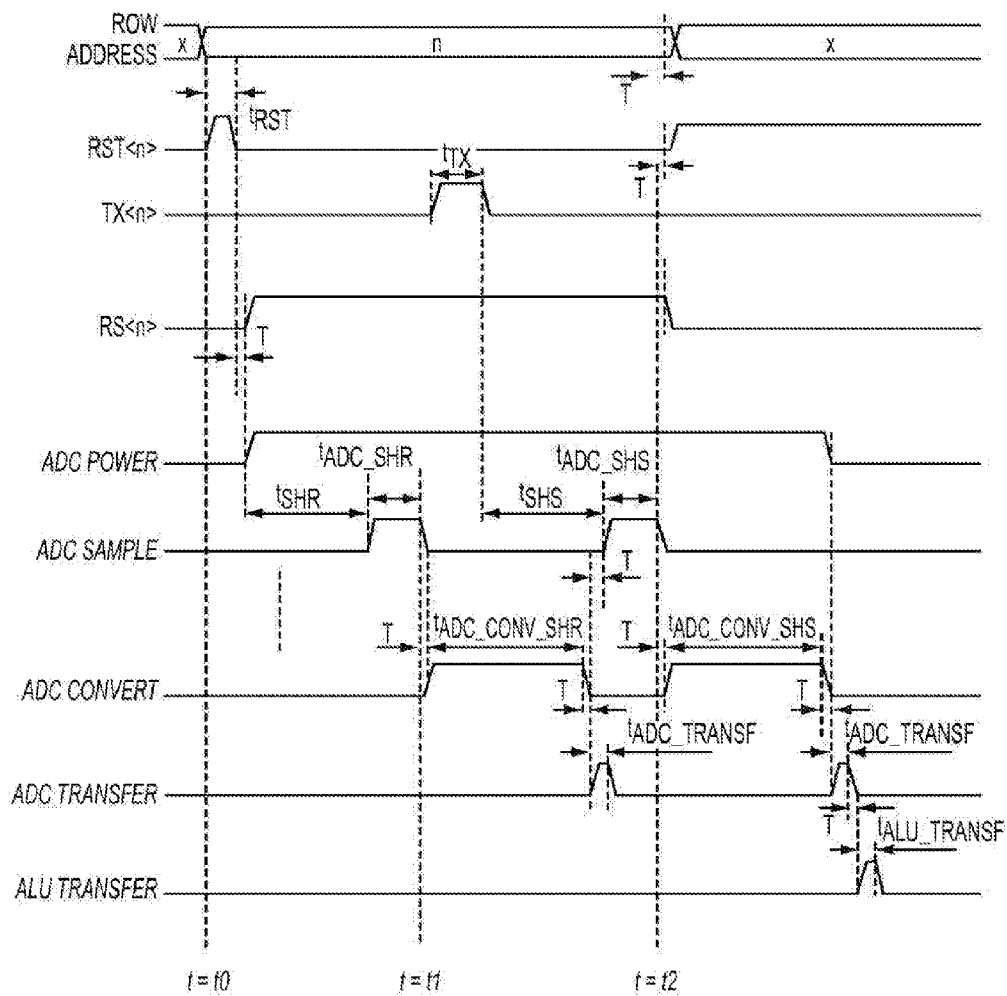 ROW
ADDRESS
x
n
x
T
tRST
RST<n>
tTX
T
TX<n>
RS<n>
T
ADC POWER
tADC_SHR
tADC_SHS
tSHR
tSHS
ADC SAMPLE
T
T
tADC_CONV_SHR
T
tADC_CONV_SHS
ADC CONVERT
T
T
tADC_TRANSF
tADC_TRANSF
ADC TRANSFER
T
tALU_TRANSF
ALU TRANSFER
t = t0
t = t1
t = t2